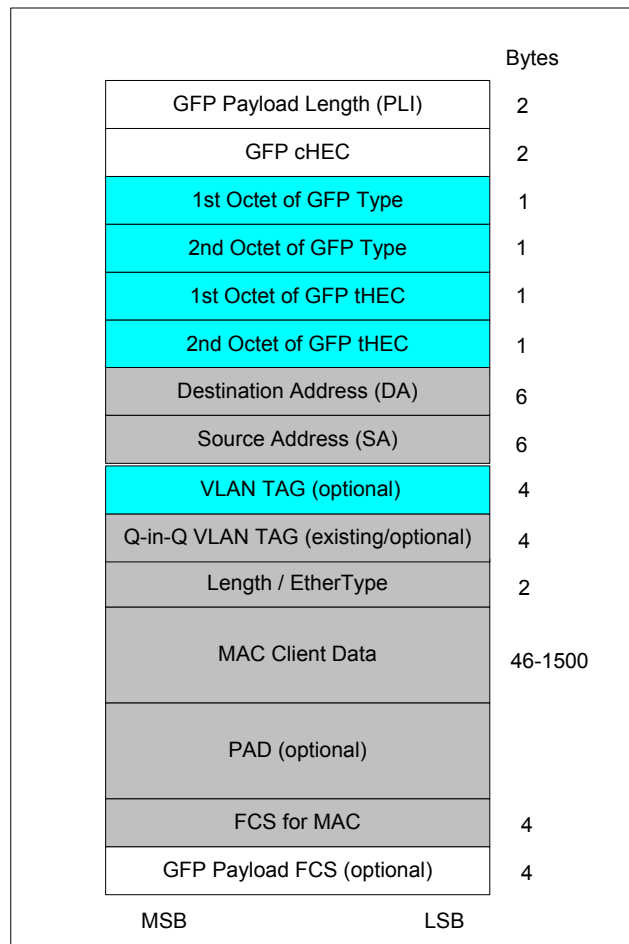 Bytes
GFP Payload Length (PLI) 2
GFP cHEC 2
1st Octet of GFP Type 1
2nd Octet of GFP Type 1
1st Octet of GFP tHEC 1
2nd Octet of GFP tHEC 1
Destination Address (DA) 6
Source Address (SA) 6
VLAN TAG (optional) 4
Q-in-Q VLAN TAG (existing/optional) 4
Length / EtherType 2
MAC Client Data 46-1500
PAD (optional)
FCS for MAC 4
GFP Payload FCS (optional) 4
MSB LSB